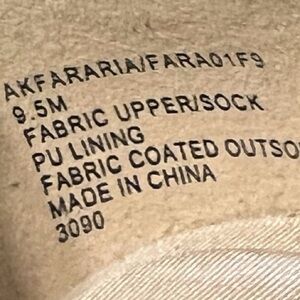 AKFARARIA/FARA01F9
9.5M
FABRIC UPPER/SOCK
PU LINING
FABRIC COATED OUTSO
MADE IN CHINA
3090